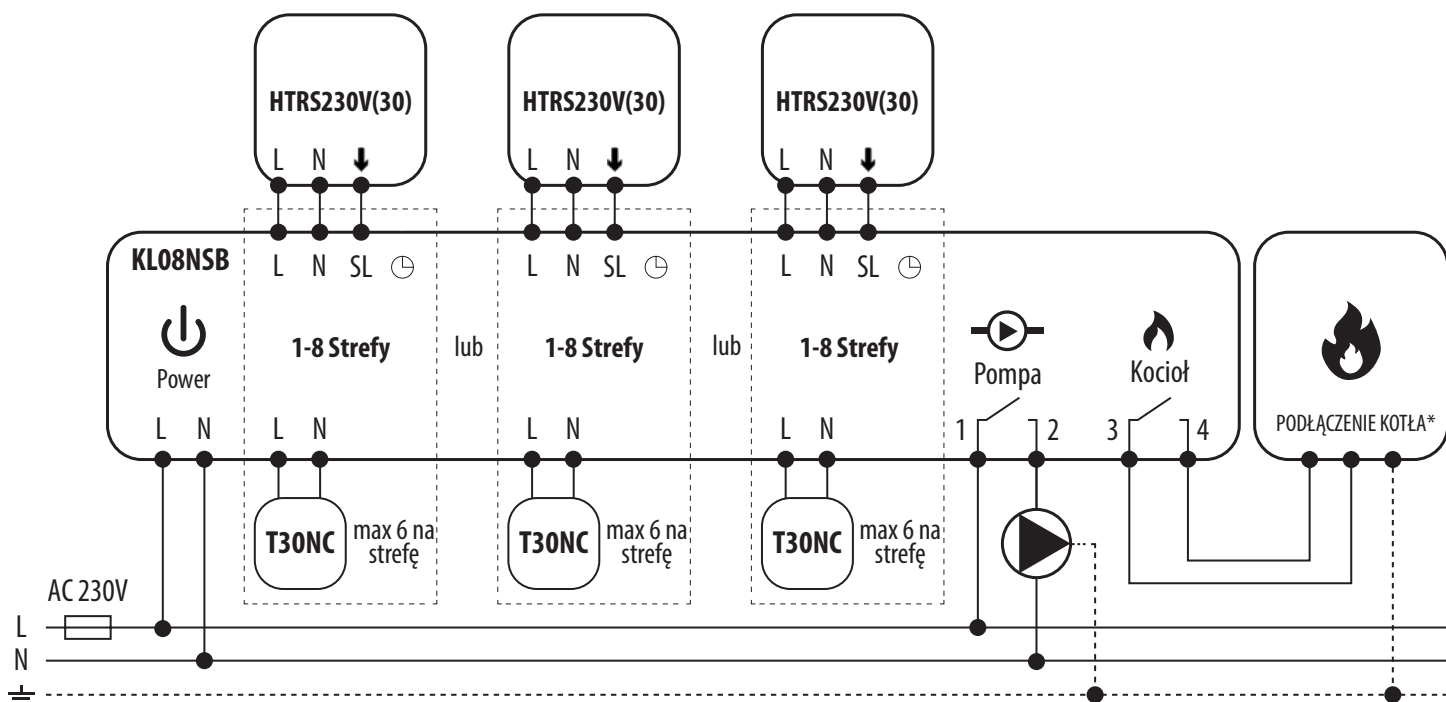 HTRS230V(30) HTRS230V(30) HTRS230V(30)
L N L N L N
KL08NSB
L N SL L N SL L N SL
1-8 Strefy lub 1-8 Strefy lub 1-8 Strefy
Power
Pompa
Kocioł
PODŁĄCZENIE KOTŁA*
L N L N L N L N 1 2 3 4
T30NC max 6 na
strefę
T30NC max 6 na
strefę
T30NC max 6 na
strefę
AC 230V
L
N